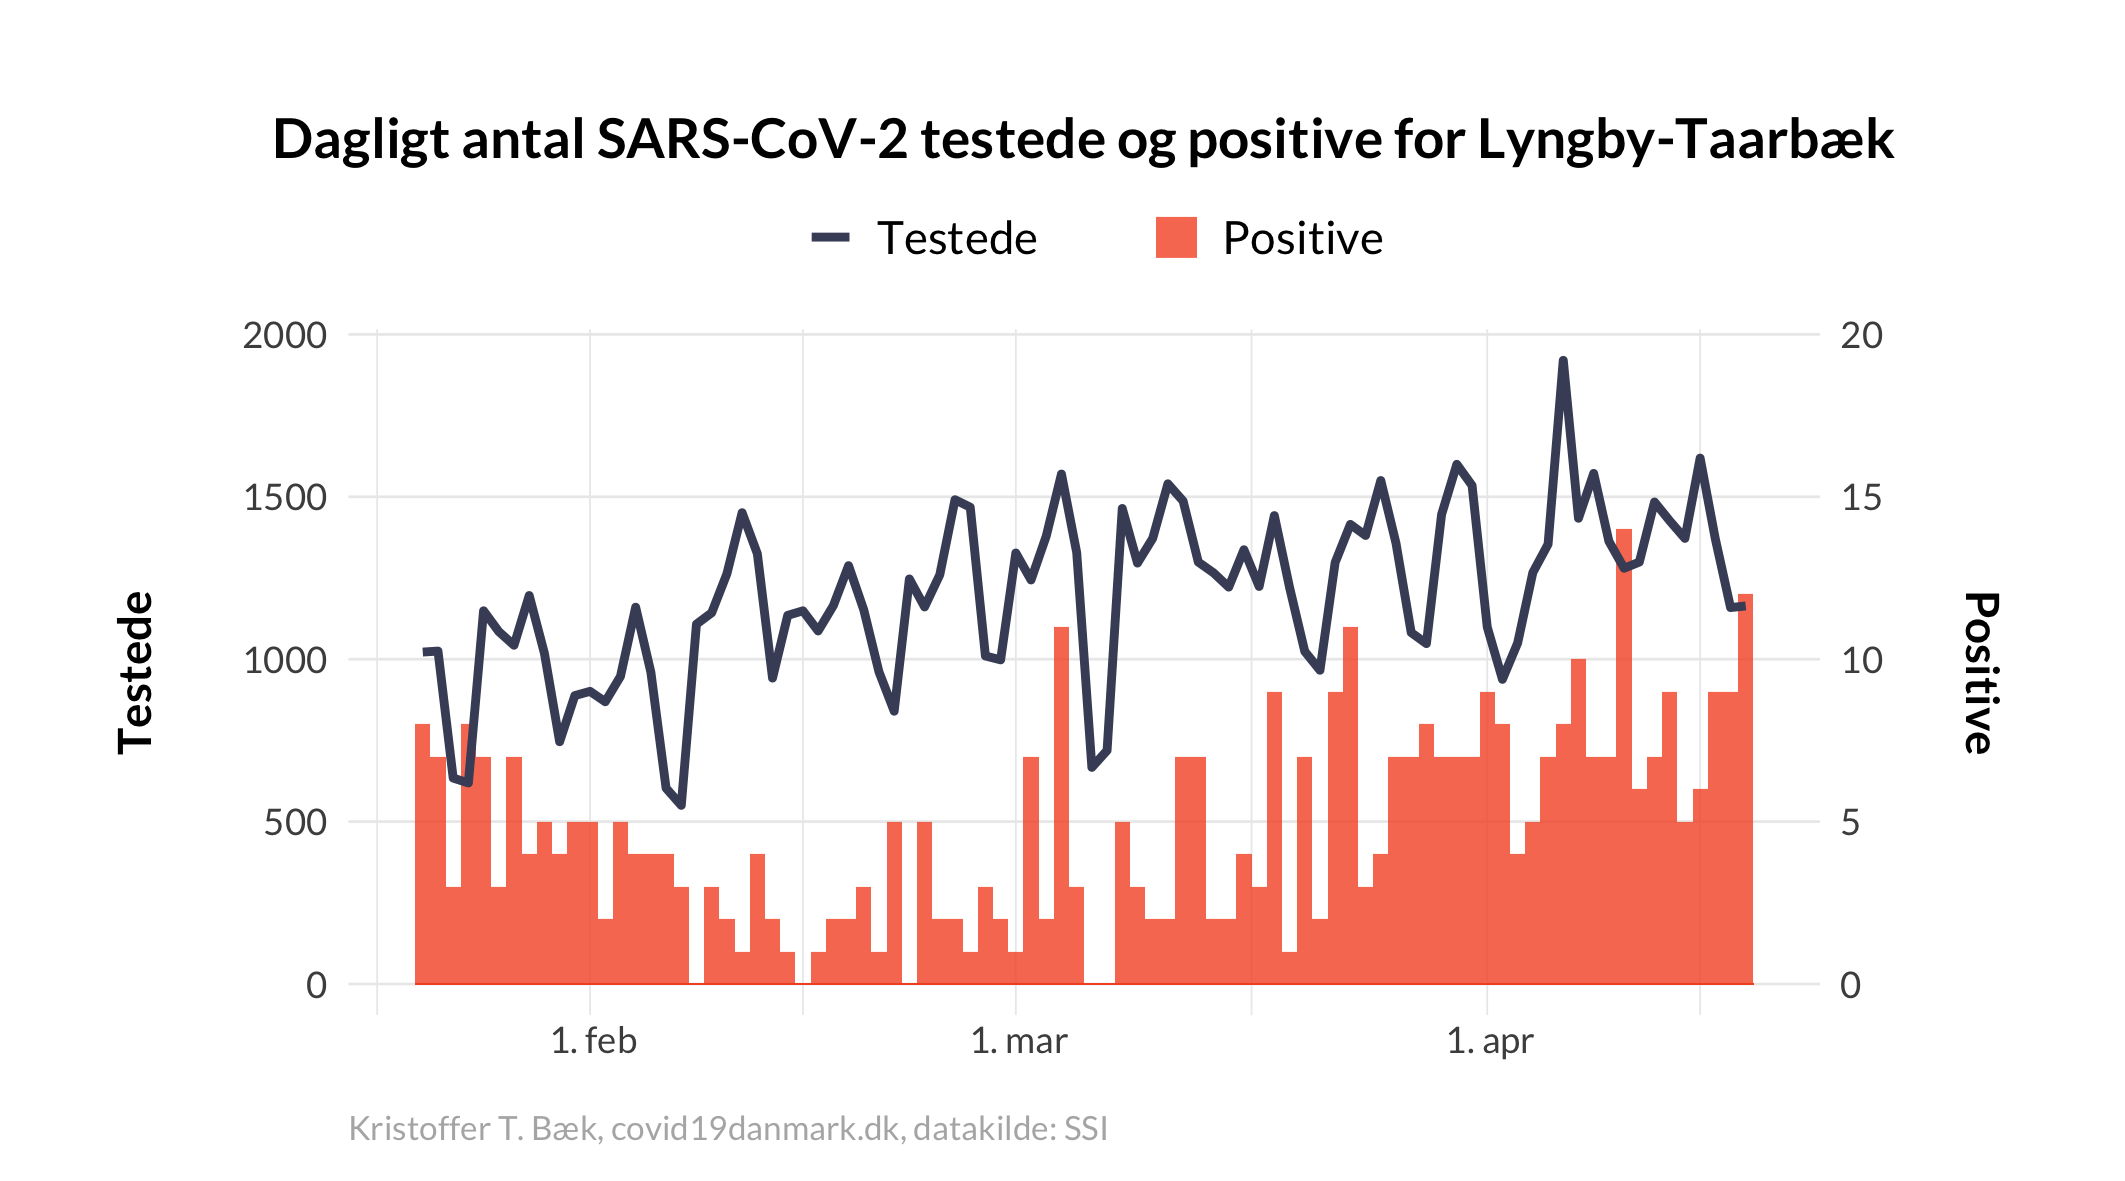 Dagligt antal SARS-CoV-2 testede og positive for Lyngby-Taarbæk
Testede Positive
2000 20
1500 15
1000 10
500 5
0 0
Testede
Positive
1. feb 1. mar 1. apr
Kristoffer T. Bæk, covid19danmark.dk, datakilde: SSI